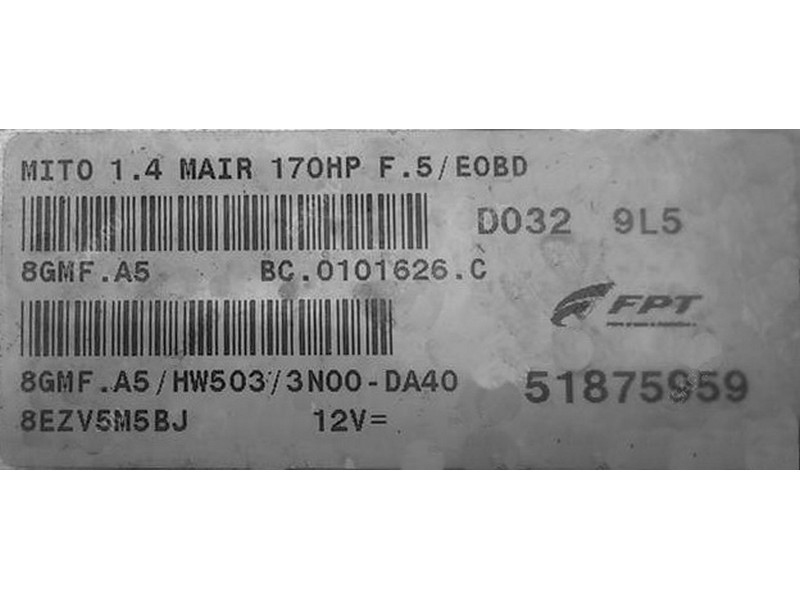 MITO 1.4 MAIR 170HP F.5/EOBD
D032 9L5
8GMF.A5 BC.0101626.C
FPT
8GMF.A5/HW503/3N00-DA40
51875959
8EZV5M5BJ 12V=